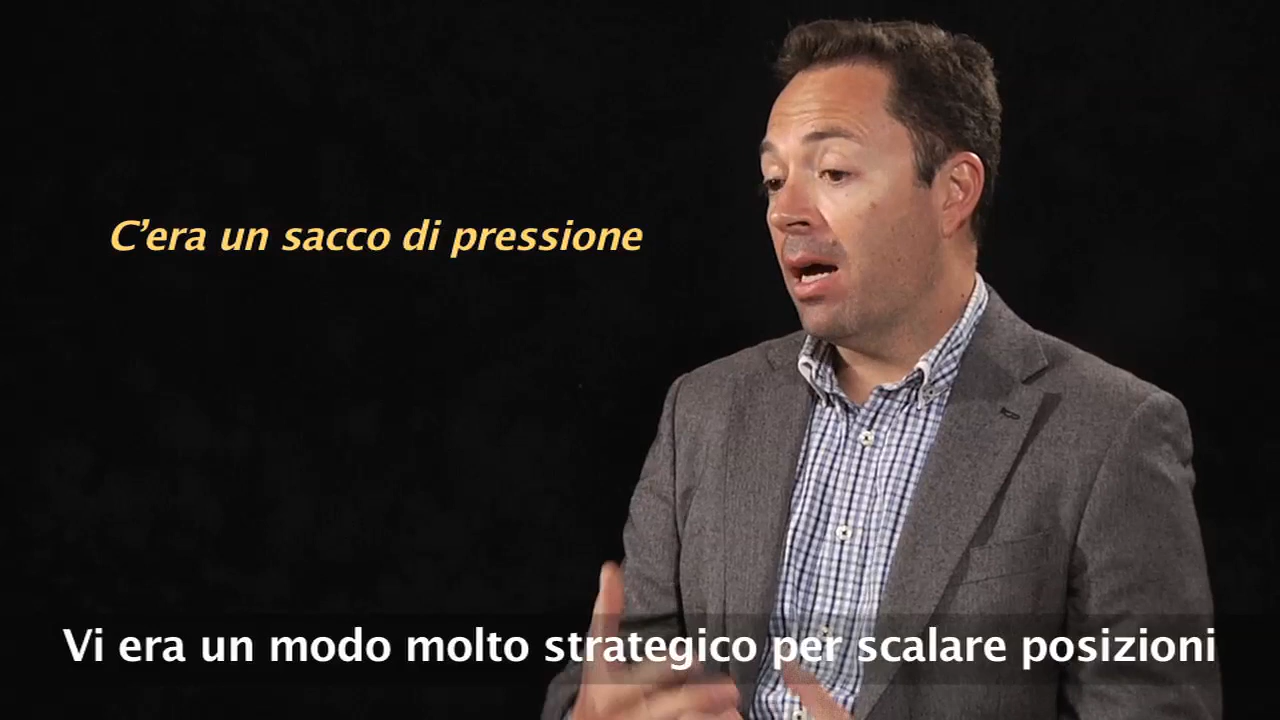 C’era un sacco di pressione
Vi era un modo molto strategico per scalare posizioni